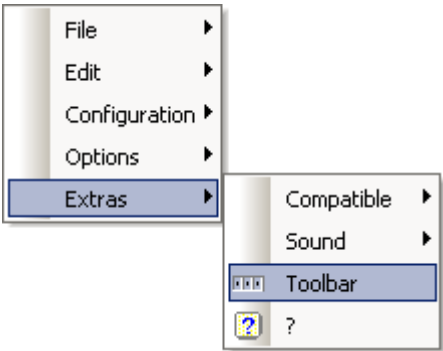 File
Edit
Configuration
Options
Extras
Compatible
Sound
Toolbar
?